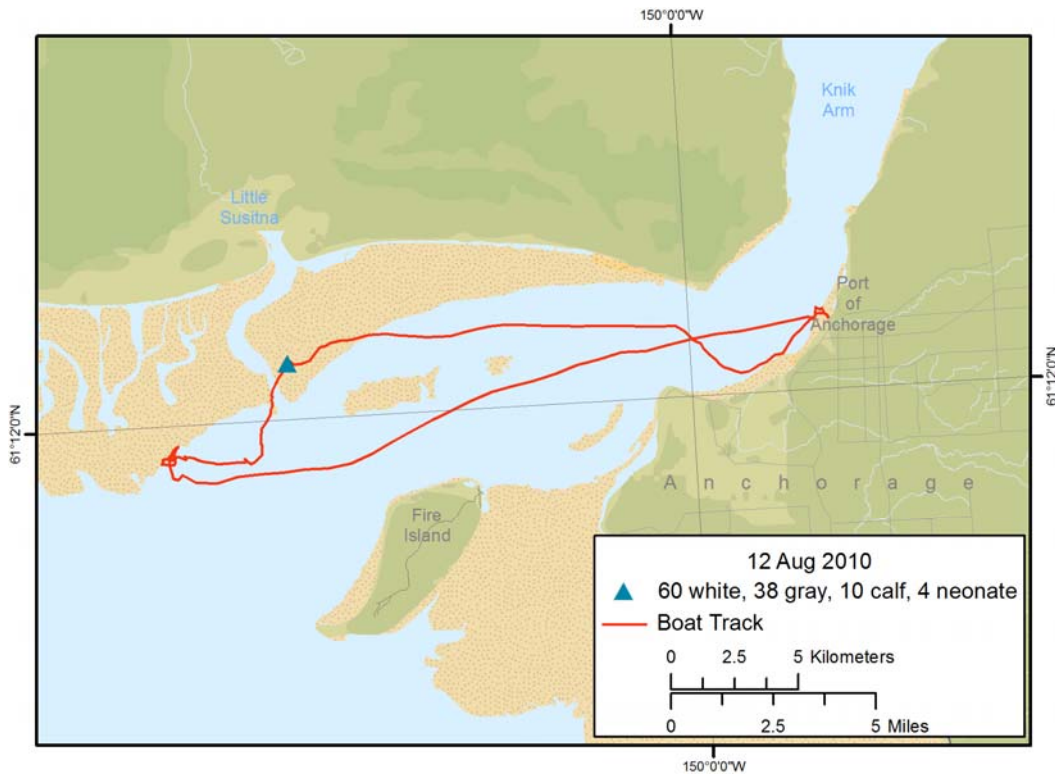 150°0'0"W
Knik
Arm
Little
Susitna
Port
of
Anchorage
61°12'0"N
61°12'0"N
Anchorage
Fire
Island
12 Aug 2010
60 white, 38 gray, 10 calf, 4 neonate
Boat Track
0 2.5 5 Kilometers
0 2.5 5 Miles
150°0'0"W